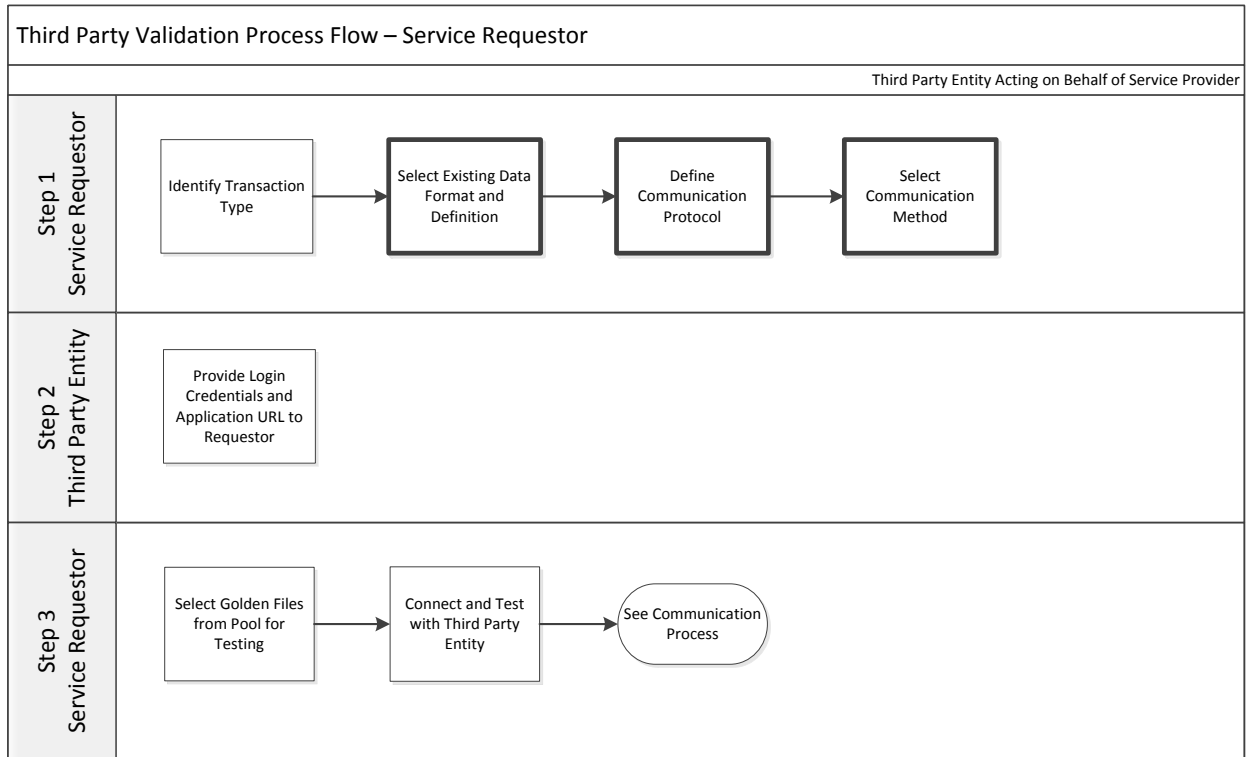 Third Party Validation Process Flow – Service Requestor
Third Party Entity Acting on Behalf of Service Provider
Step 1
Service Requestor
Identify Transaction
Type
Select Existing Data
Format and
Definition
Define
Communication
Protocol
Select
Communication
Method
Step 2
Third Party Entity
Provide Login
Credentials and
Application URL to
Requestor
Step 3
Service Requestor
Select Golden Files
from Pool for
Testing
Connect and Test
with Third Party
Entity
See Communication
Process